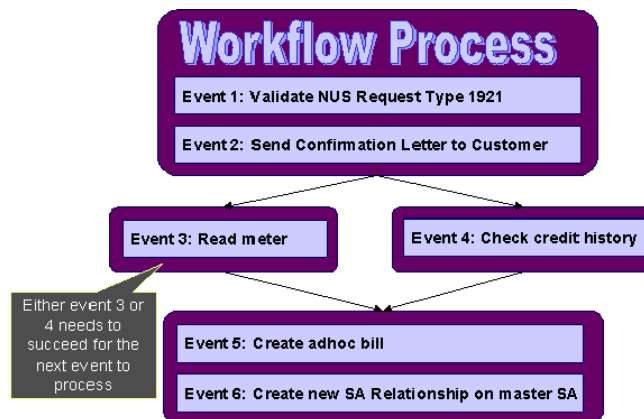 Workflow Process
Event 1: Validate NUS Request Type 1921
Event 2: Send Confirmation Letter to Customer
Event 3: Read meter
Event 4: Check credit history
Either event 3 or
4 needs to
succeed for the
next event to
process
Event 5: Create adhoc bill
Event 6: Create new SA Relationship on master SA